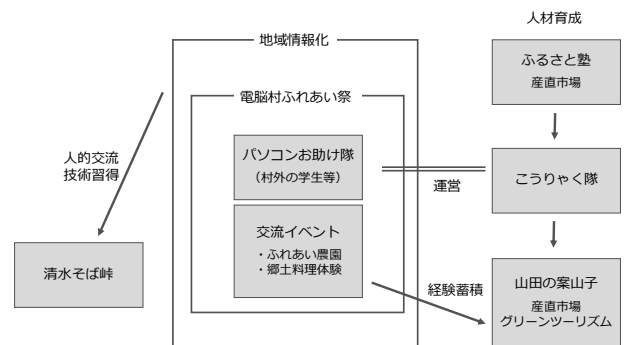 人材育成
地域情報化
ふるさと塾
産直市場
電脳村ふれあい祭
パソコンお助け隊
（村外の学生等）
人的交流
技術習得
運営
こうりゃく隊
交流イベント
・ふれあい農園
・郷土料理体験
清水そば峠
経験蓄積
山田の案山子
産直市場
グリーンツーリズム